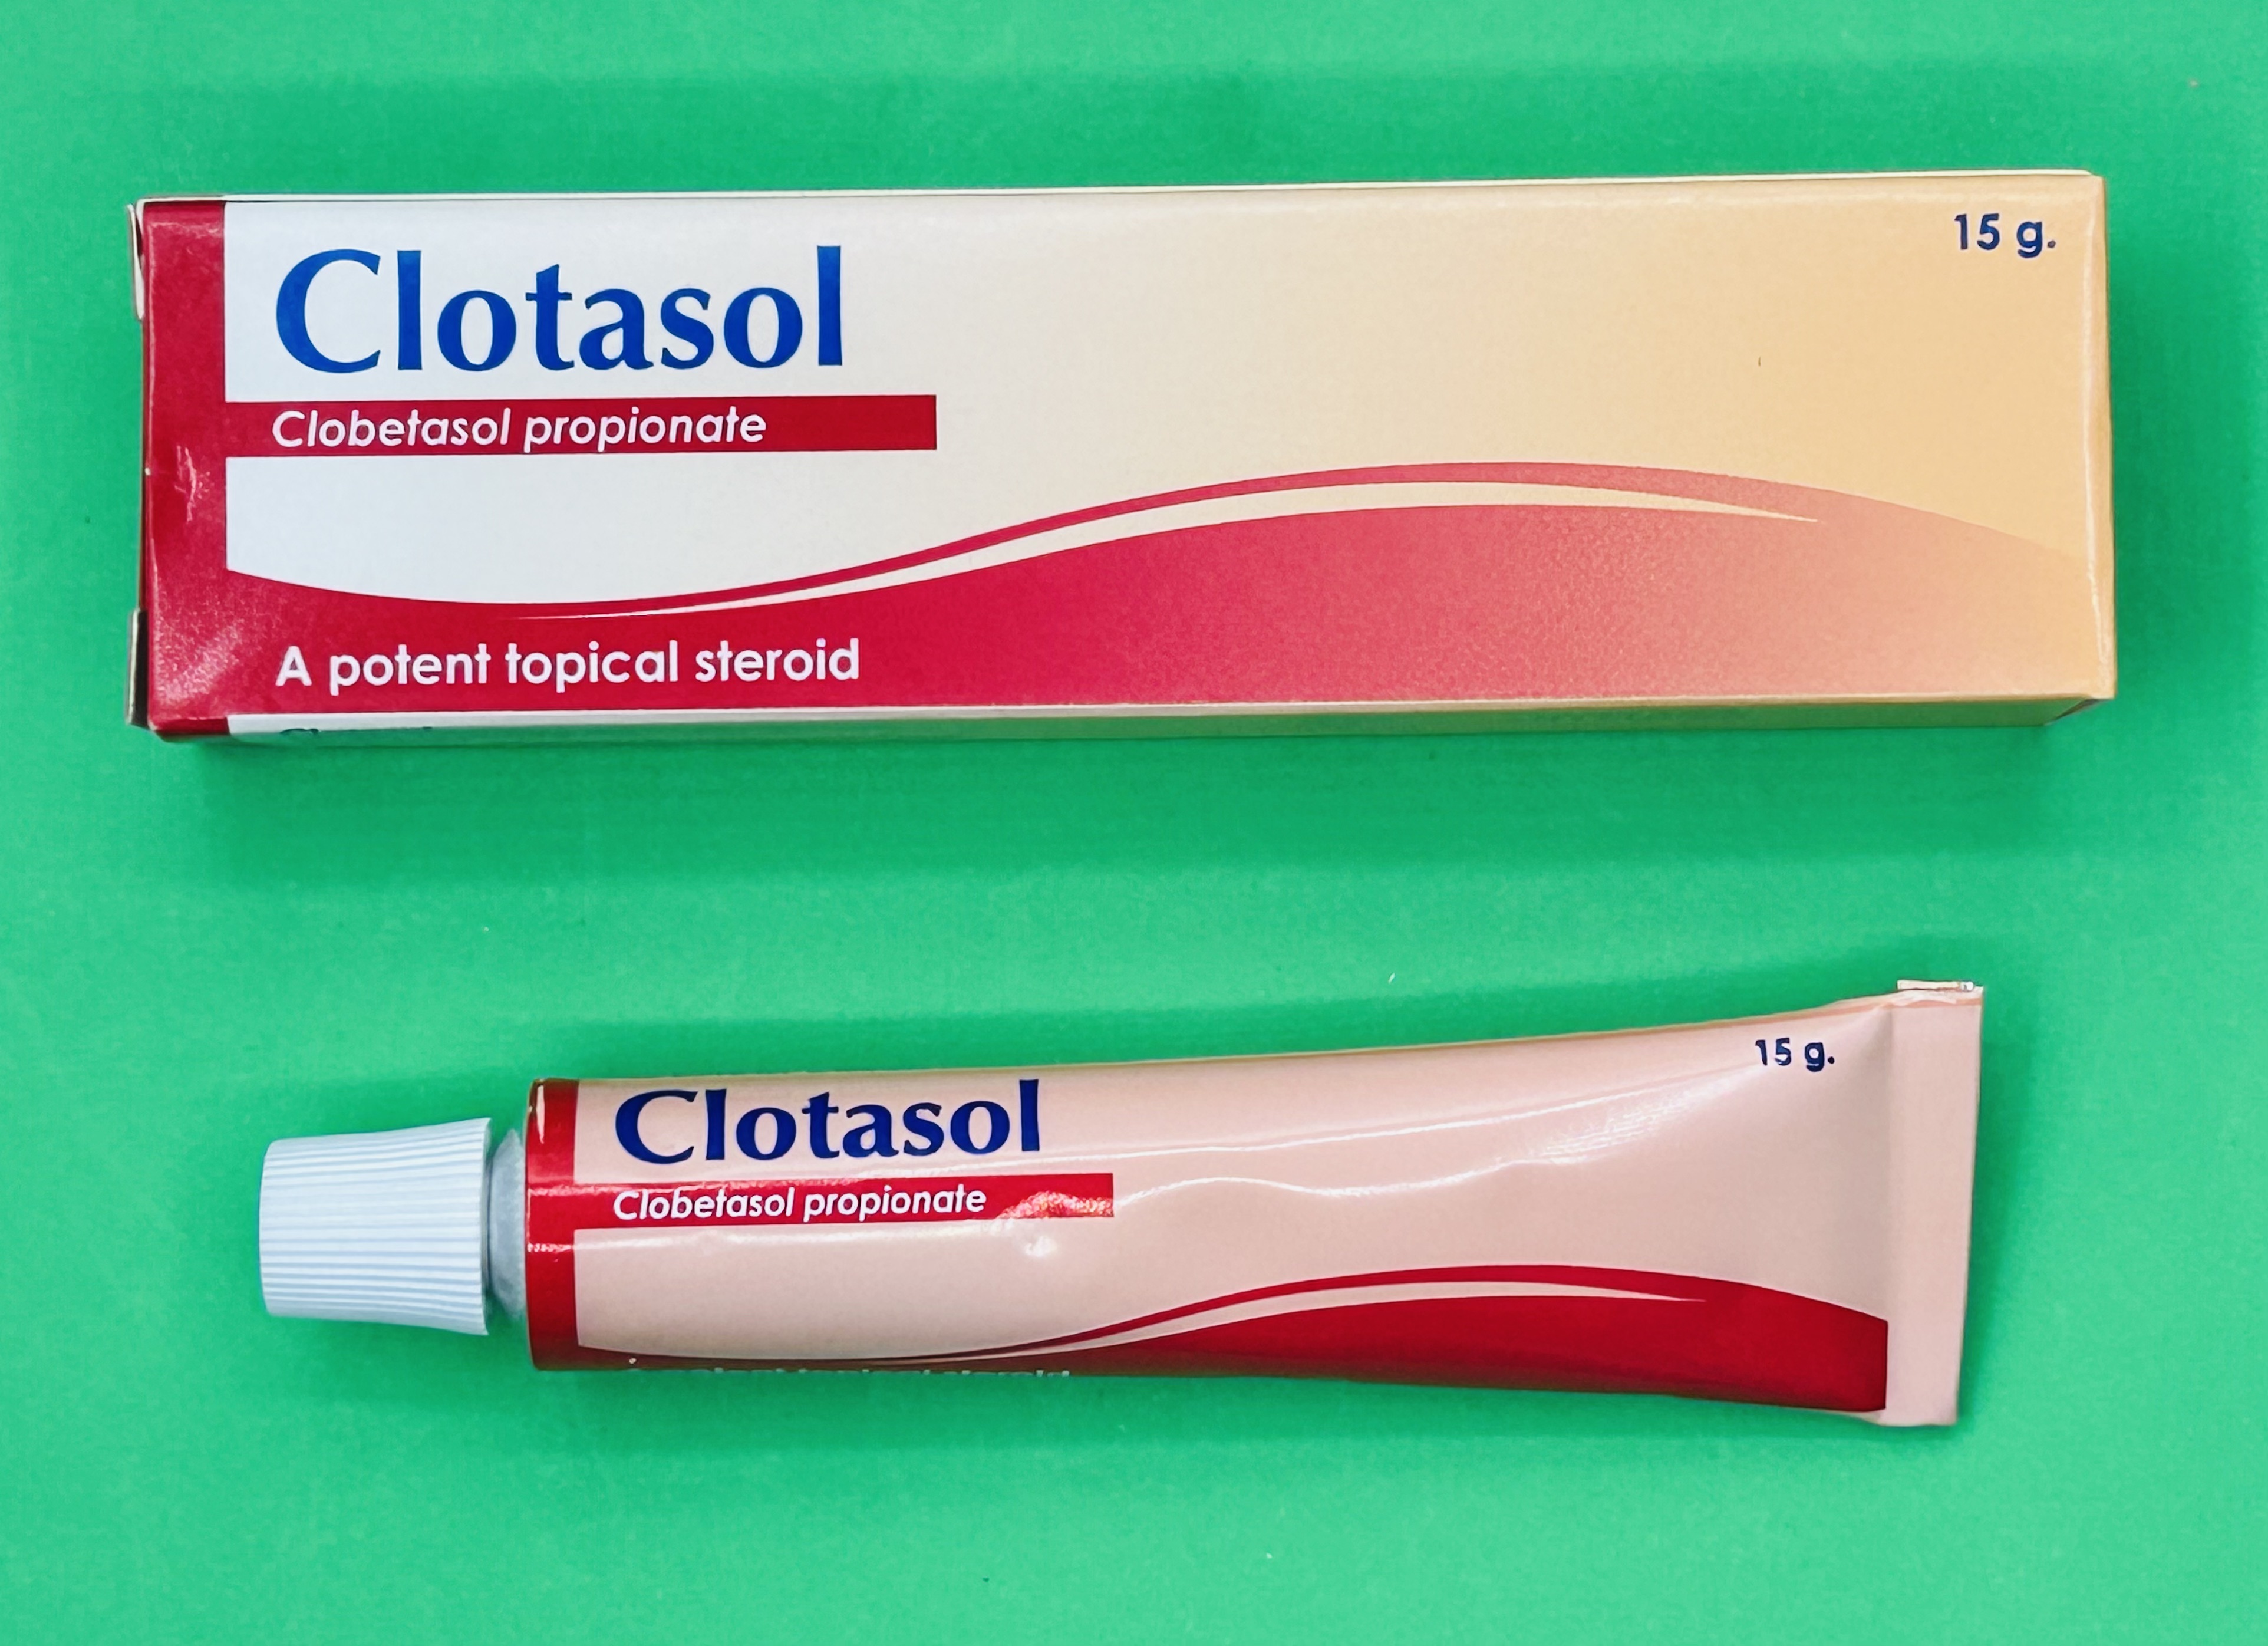 15 g.
Clotasol
Clobetasol propionate
A potent topical steroid
15 g.
Clotasol
Clobetasol propionate